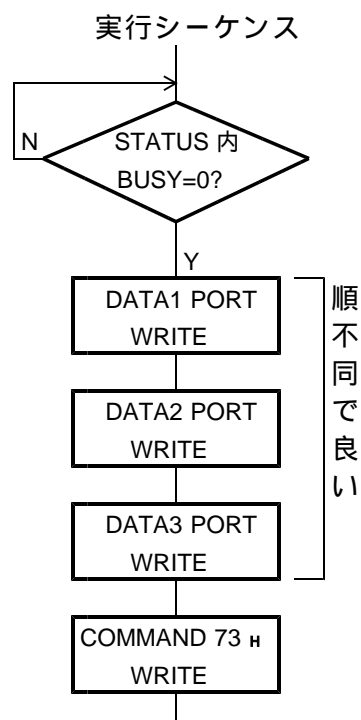 実行シーケンス
STATUS 内
BUSY=0?
N
Y
DATA1 PORT
WRITE
DATA2 PORT
WRITE
DATA3 PORT
WRITE
順不同で良い
COMMAND 73 H
WRITE